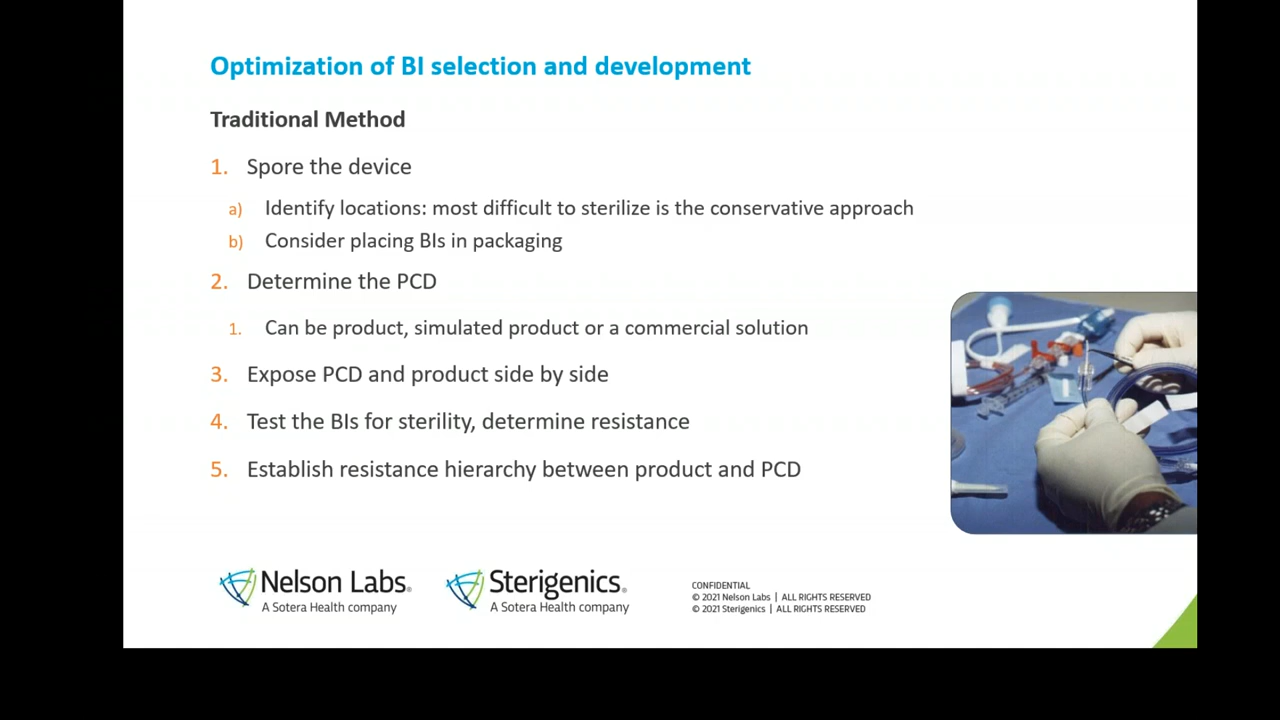 Optimization of BI selection and development
Traditional Method
1. Spore the device
a) Identify locations: most difficult to sterilize is the conservative approach
b) Consider placing BIs in packaging
2. Determine the PCD
1. Can be product, simulated product or a commercial solution
3. Expose PCD and product side by side
4. Test the BIs for sterility, determine resistance
5. Establish resistance hierarchy between product and PCD
Nelson Labs®
A Sotera Health company
Sterigenics®
A Sotera Health company
CONFIDENTIAL
© 2021 Nelson Labs | ALL RIGHTS RESERVED
© 2021 Sterigenics | ALL RIGHTS RESERVED